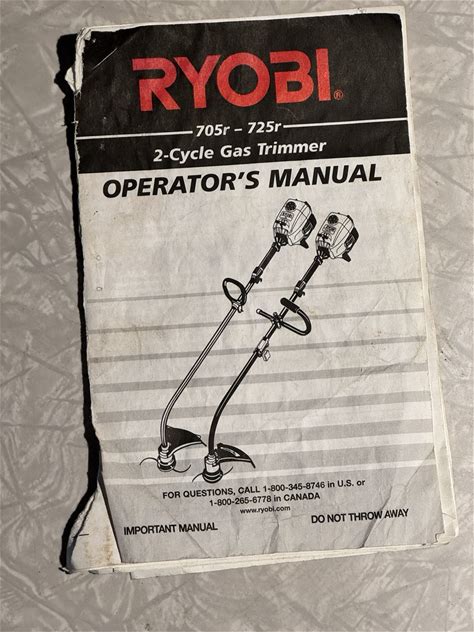 RYOBI®
705r – 725r
2-Cycle Gas Trimmer
OPERATOR'S MANUAL
FOR QUESTIONS, CALL 1-800-345-8746 in U.S. or
1-800-265-6778 in CANADA
www.ryobi.com
IMPORTANT MANUAL DO NOT THROW AWAY